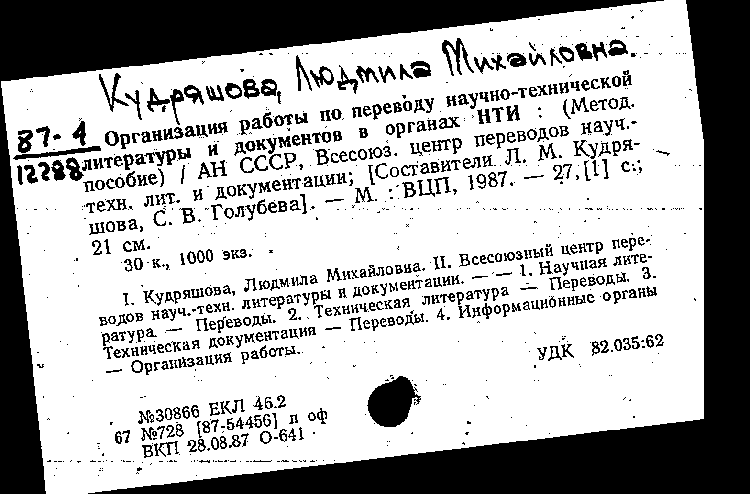 Кудряшова, Людмила Михайловна.
87-4
12288
Организация работы по переводу научно-технической
литературы и документов в органах НТИ : (Метод.
пособие) / АН СССР, Всесоюз. центр переводов науч.-
техн. лит. и документации; [Составители Л. М. Кудря-
шова, С. В. Голубева]. — М. : ВЦП, 1987. — 27,[1] с.;
21 см.
30 к., 1000 экз.
I. Кудряшова, Людмила Михайловна. II. Всесоюзный центр пере-
водов науч.-техн. литературы и документации. — — 1. Научная лите-
ратура — Переводы. 2. Техническая литература — Переводы. 3.
Техническая документация — Переводы. 4. Информационные органы
— Организация работы.
УДК 82.035:62
№30866 ЕКЛ 46.2
67 №728 [87-54456] п оф
ВКП 28.08.87 О-641